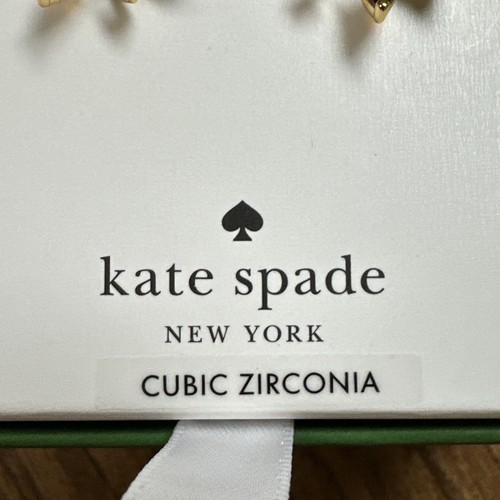 kate spade
NEW YORK
CUBIC ZIRCONIA